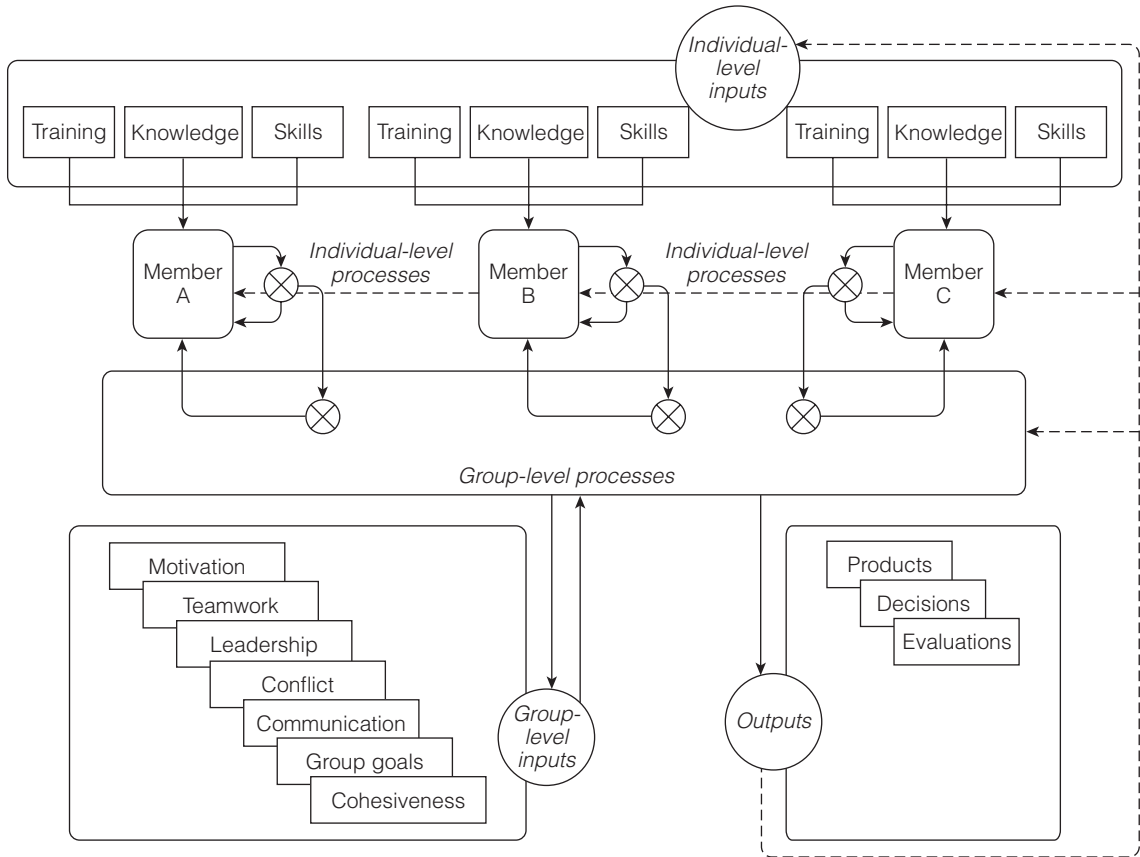 Individual-
level
inputs
Training
Knowledge
Skills
Training
Knowledge
Skills
Training
Knowledge
Skills
Member
A
Individual-level
processes
Member
B
Individual-level
processes
Member
C
Group-level processes
Motivation
Teamwork
Leadership
Conflict
Communication
Group goals
Cohesiveness
Group-
level
inputs
Outputs
Products
Decisions
Evaluations